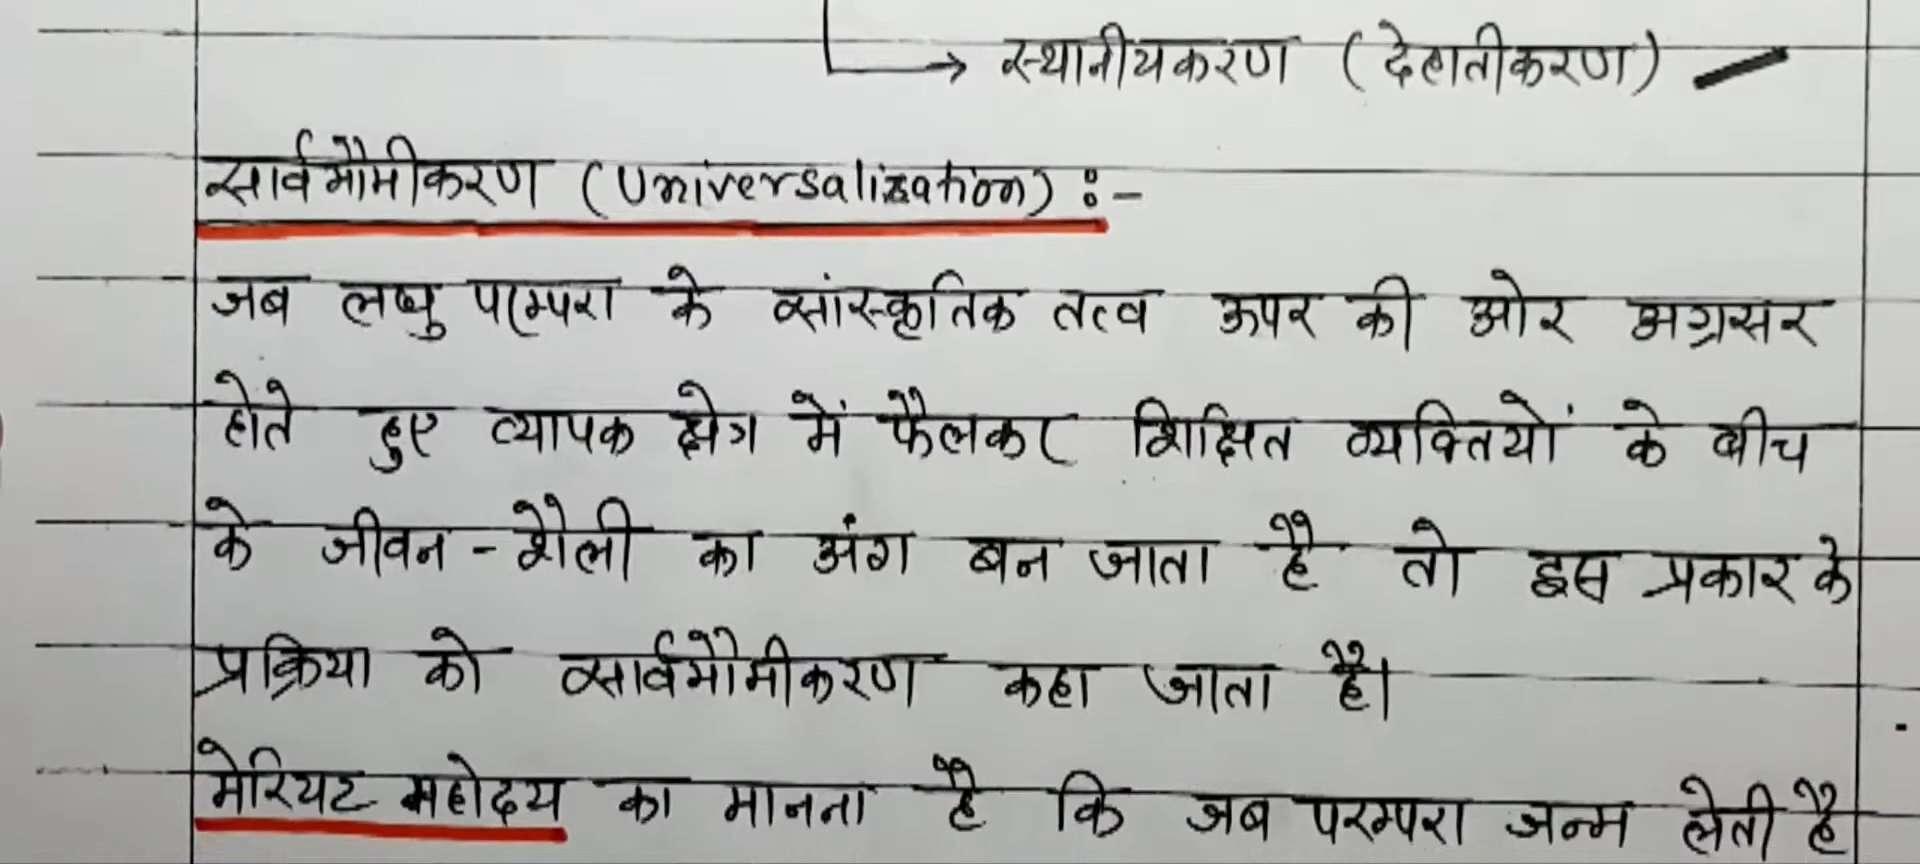 → स्थानीयकरण (देहातीकरण)
सार्वभौमीकरण (Universalization) :-
जब लघु परम्परा के सांस्कृतिक तत्व ऊपर की ओर अग्रसर
होते हुए व्यापक क्षेत्र में फैलकर शिक्षित व्यक्तियों के बीच
के जीवन - शैली का अंग बन जाता है तो इस प्रकार के
प्रक्रिया को सार्वभौमीकरण कहा जाता है।
मेरियट महोदय का मानना है कि जब परम्परा जन्म लेती है